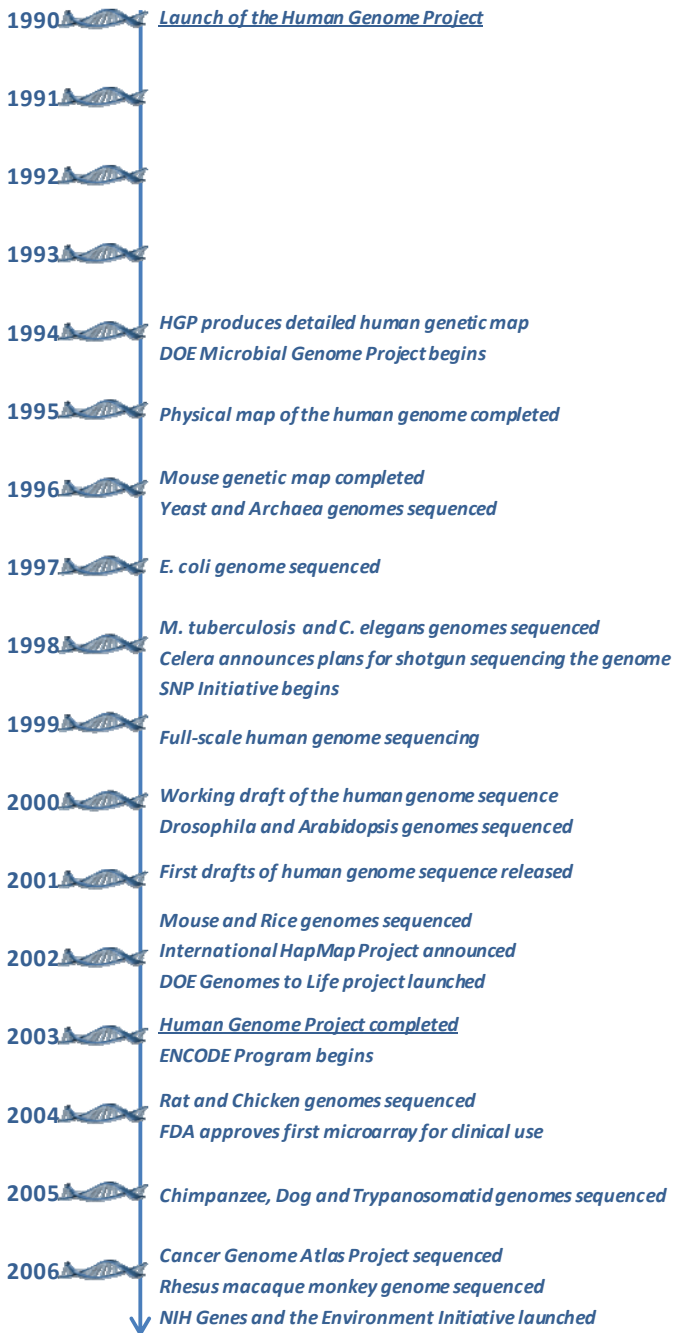 1990 Launch of the Human Genome Project
1991
1992
1993
1994
HGP produces detailed human genetic map
DOE Microbial Genome Project begins
1995
Physical map of the human genome completed
1996
Mouse genetic map completed
Yeast and Archaea genomes sequenced
1997 E. coli genome sequenced
1998
M. tuberculosis and C. elegans genomes sequenced
Celera announces plans for shotgun sequencing the genome
SNP Initiative begins
1999
Full-scale human genome sequencing
2000
Working draft of the human genome sequence
Drosophila and Arabidopsis genomes sequenced
2001
First drafts of human genome sequence released
2002
Mouse and Rice genomes sequenced
International HapMap Project announced
DOE Genomes to Life project launched
2003
Human Genome Project completed
ENCODE Program begins
2004
Rat and Chicken genomes sequenced
FDA approves first microarray for clinical use
2005
Chimpanzee, Dog and Trypanosomatid genomes sequenced
2006
Cancer Genome Atlas Project sequenced
Rhesus macaque monkey genome sequenced
NIH Genes and the Environment Initiative launched